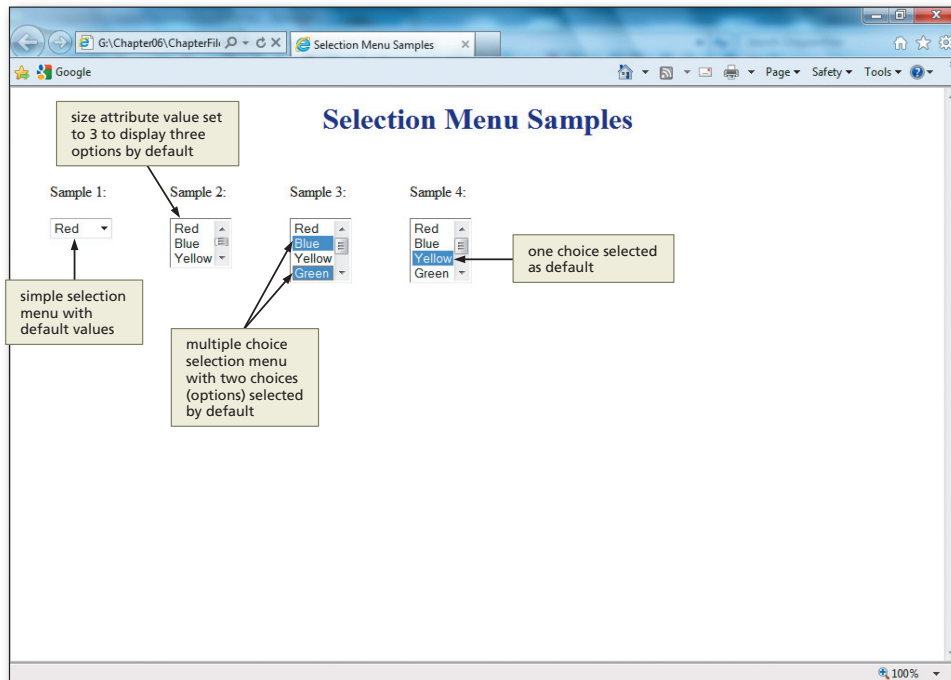 G:\Chapter06\ChapterFil
Selection Menu Samples
Google
Page
Safety
Tools
size attribute value set
to 3 to display three
options by default
Selection Menu Samples
Sample 1:
Sample 2:
Sample 3:
Sample 4:
Red
Red
Blue
Yellow
Red
Blue
Yellow
Green
Red
Blue
Yellow
Green
one choice selected
as default
simple selection
menu with
default values
multiple choice
selection menu
with two choices
(options) selected
by default
100%